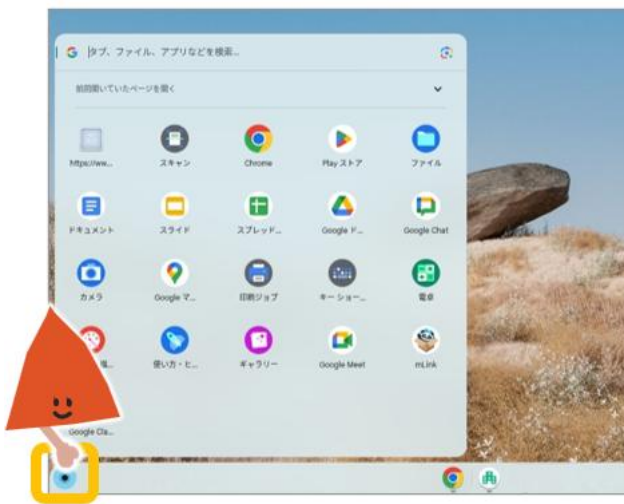 タブ、ファイル、アプリなどを検索...
前回開いていたページを開く
https://ww...
スキャン
Chrome
Play ストア
ファイル
ドキュメント
スライド
スプレッド...
Google ド...
Google Chat
カメラ
Google マ...
印刷ジョブ
キー ショー...
電卓
使い方・ヒ...
ギャラリー
Google Meet
mLink
Google Cla...